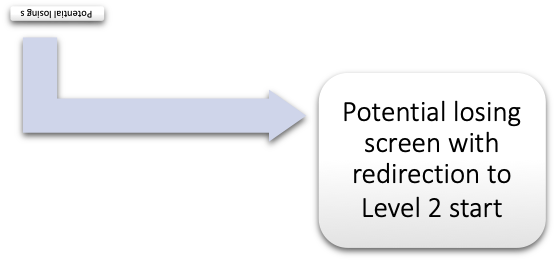 Potential losing s
Potential losing
screen with
redirection to
Level 2 start